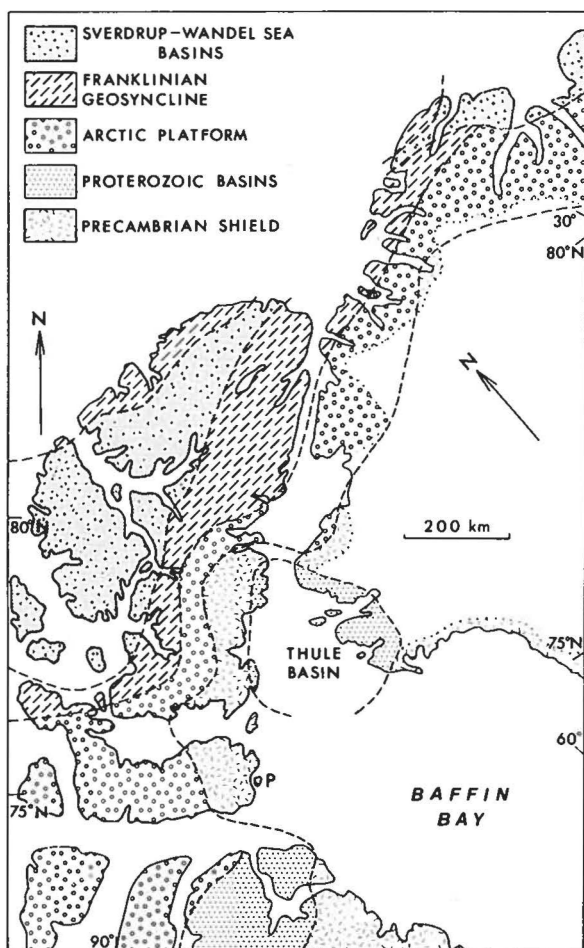 SVERDRUP-WANDEL SEA
BASINS
FRANKLINIAN
GEOSYNCLINE
ARCTIC PLATFORM
PROTEROZOIC BASINS
PRECAMBRIAN SHIELD
30°
80°N
N
N
80°N
200 km
THULE
BASIN
75°N
60°
P
75°N
BAFFIN
BAY
90°